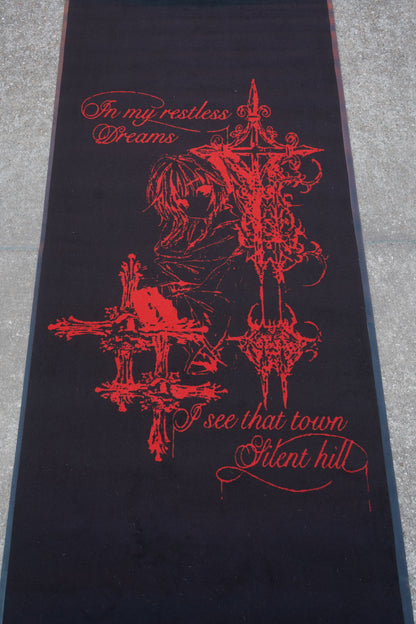 In my restless
Dreams
I see that town
Silent hill